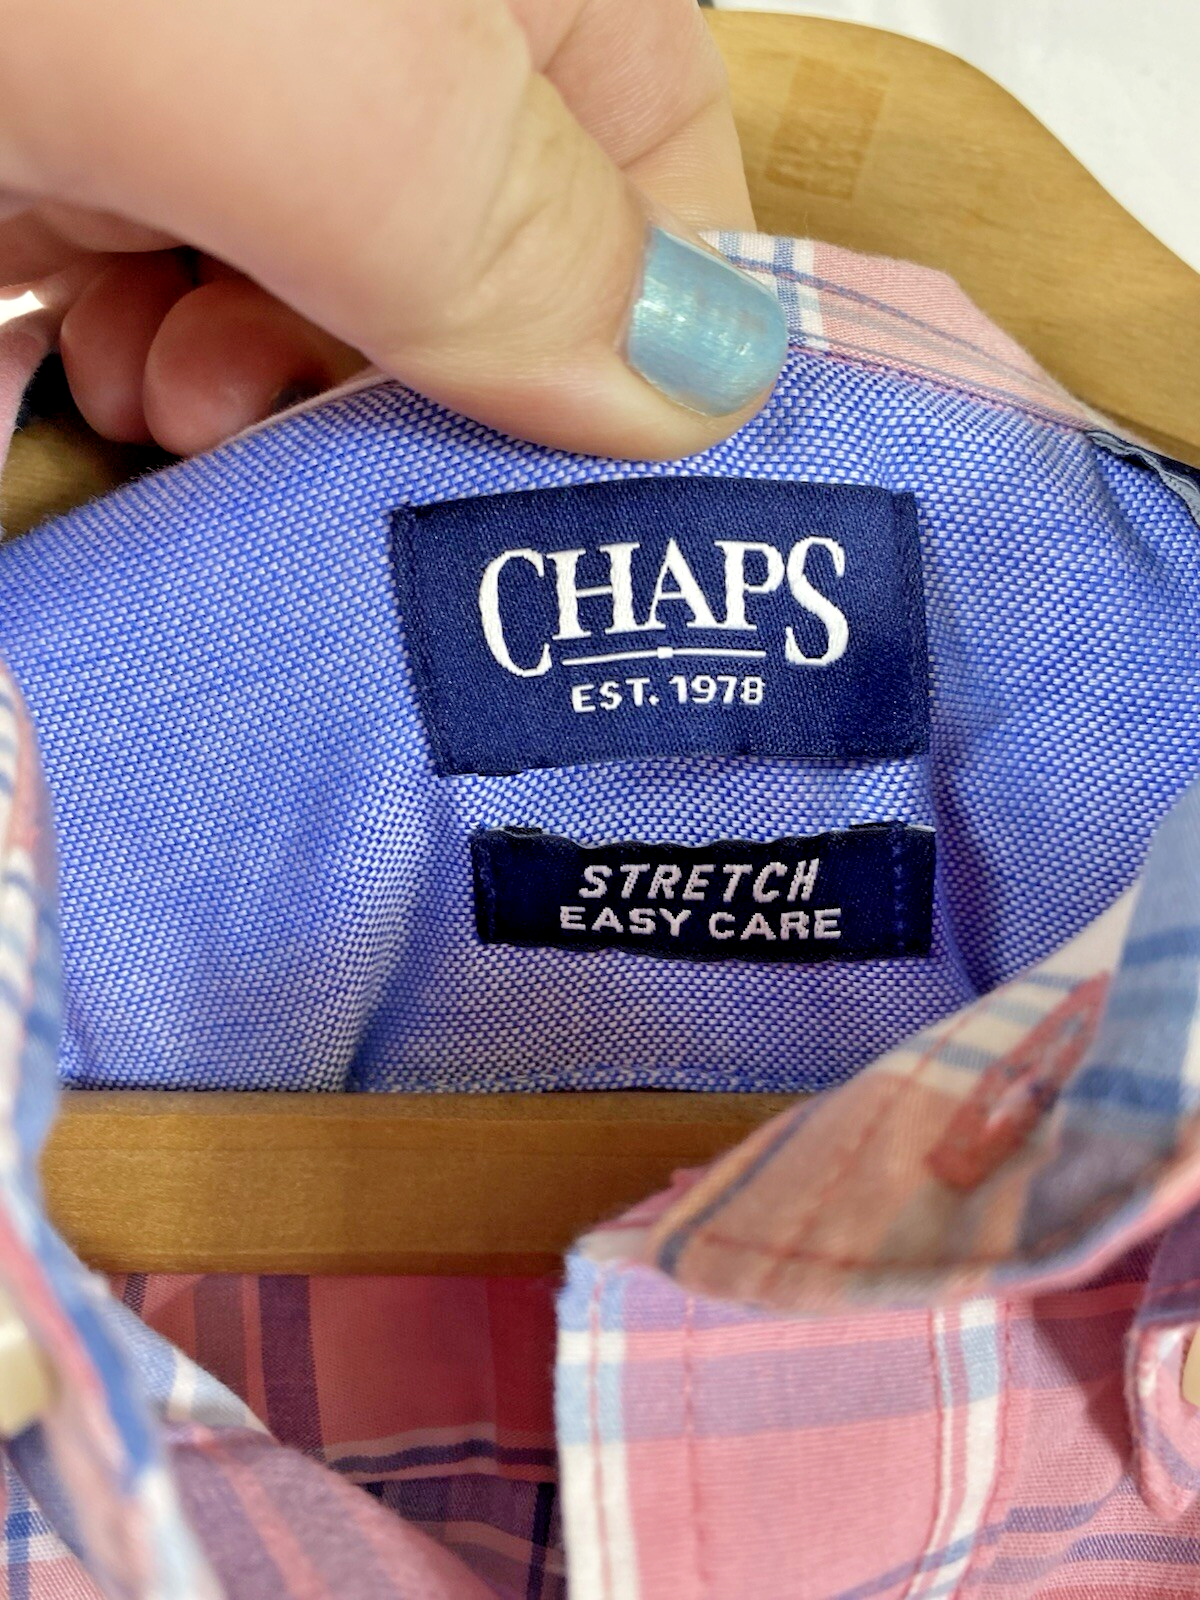 CHAPS
EST. 1978
STRETCH
EASY CARE